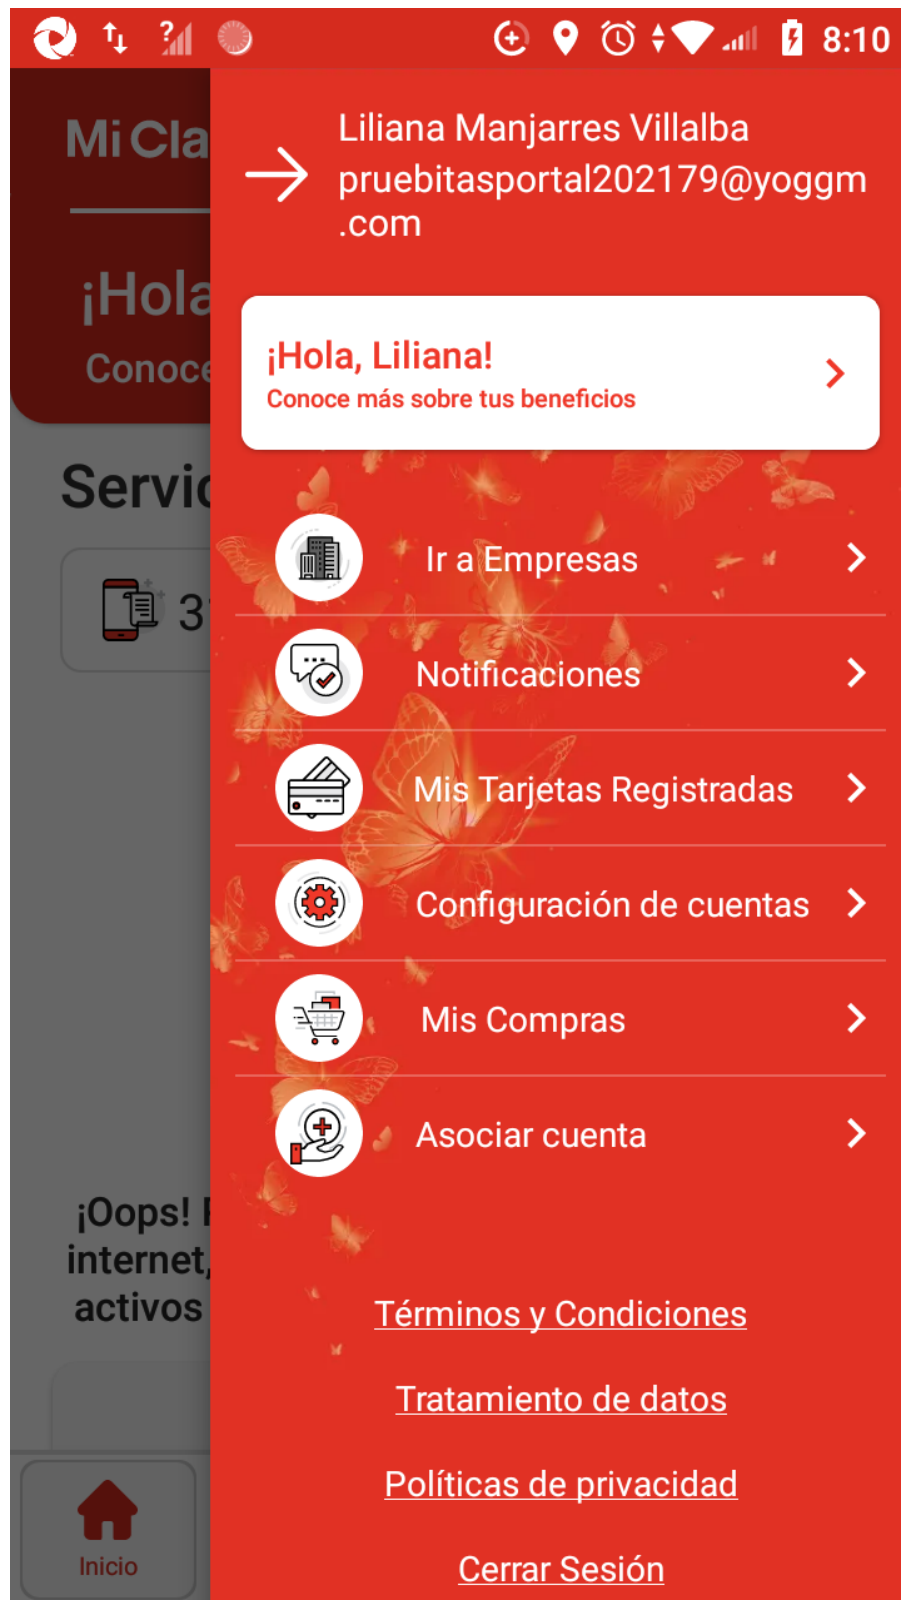 8:10
Mi Cla
Liliana Manjarres Villalba
pruebitasportal202179@yoggm
.com
¡Hola
Conoce
¡Hola, Liliana!
Conoce más sobre tus beneficios
Servic
Ir a Empresas
Notificaciones
Mis Tarjetas Registradas
Configuración de cuentas
Mis Compras
Asociar cuenta
¡Oops!
internet,
activos
Términos y Condiciones
Tratamiento de datos
Políticas de privacidad
Inicio
Cerrar Sesión